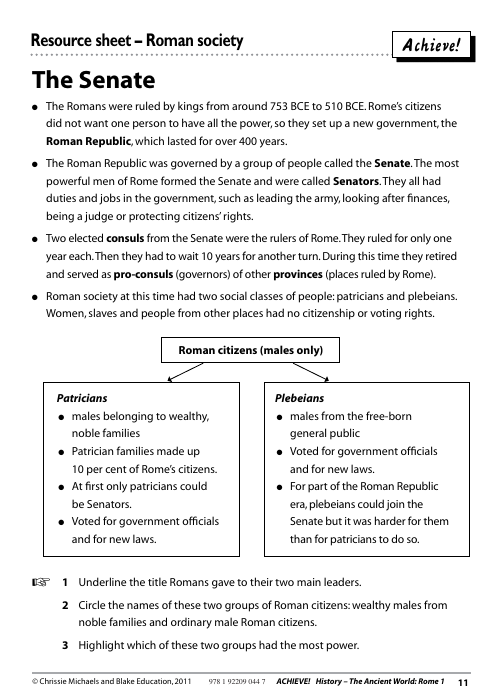 Resource sheet – Roman society
Achieve!
The Senate
● The Romans were ruled by kings from around 753 BCE to 510 BCE. Rome's citizens
did not want one person to have all the power, so they set up a new government, the
Roman Republic, which lasted for over 400 years.
● The Roman Republic was governed by a group of people called the Senate. The most
powerful men of Rome formed the Senate and were called Senators. They all had
duties and jobs in the government, such as leading the army, looking after finances,
being a judge or protecting citizens' rights.
● Two elected consuls from the Senate were the rulers of Rome. They ruled for only one
year each. Then they had to wait 10 years for another turn. During this time they retired
and served as pro-consuls (governors) of other provinces (places ruled by Rome).
● Roman society at this time had two social classes of people: patricians and plebeians.
Women, slaves and people from other places had no citizenship or voting rights.
Roman citizens (males only)
Patricians
● males belonging to wealthy,
noble families
● Patrician families made up
10 per cent of Rome's citizens.
● At first only patricians could
be Senators.
● Voted for government officials
and for new laws.
Plebeians
● males from the free-born
general public
● Voted for government officials
and for new laws.
● For part of the Roman Republic
era, plebeians could join the
Senate but it was harder for them
than for patricians to do so.
1 Underline the title Romans gave to their two main leaders.
2 Circle the names of these two groups of Roman citizens: wealthy males from
noble families and ordinary male Roman citizens.
3 Highlight which of these two groups had the most power.
© Chrissie Michaels and Blake Education, 2011 978 1 92209 044 7 ACHIEVE! History – The Ancient World: Rome 1 11